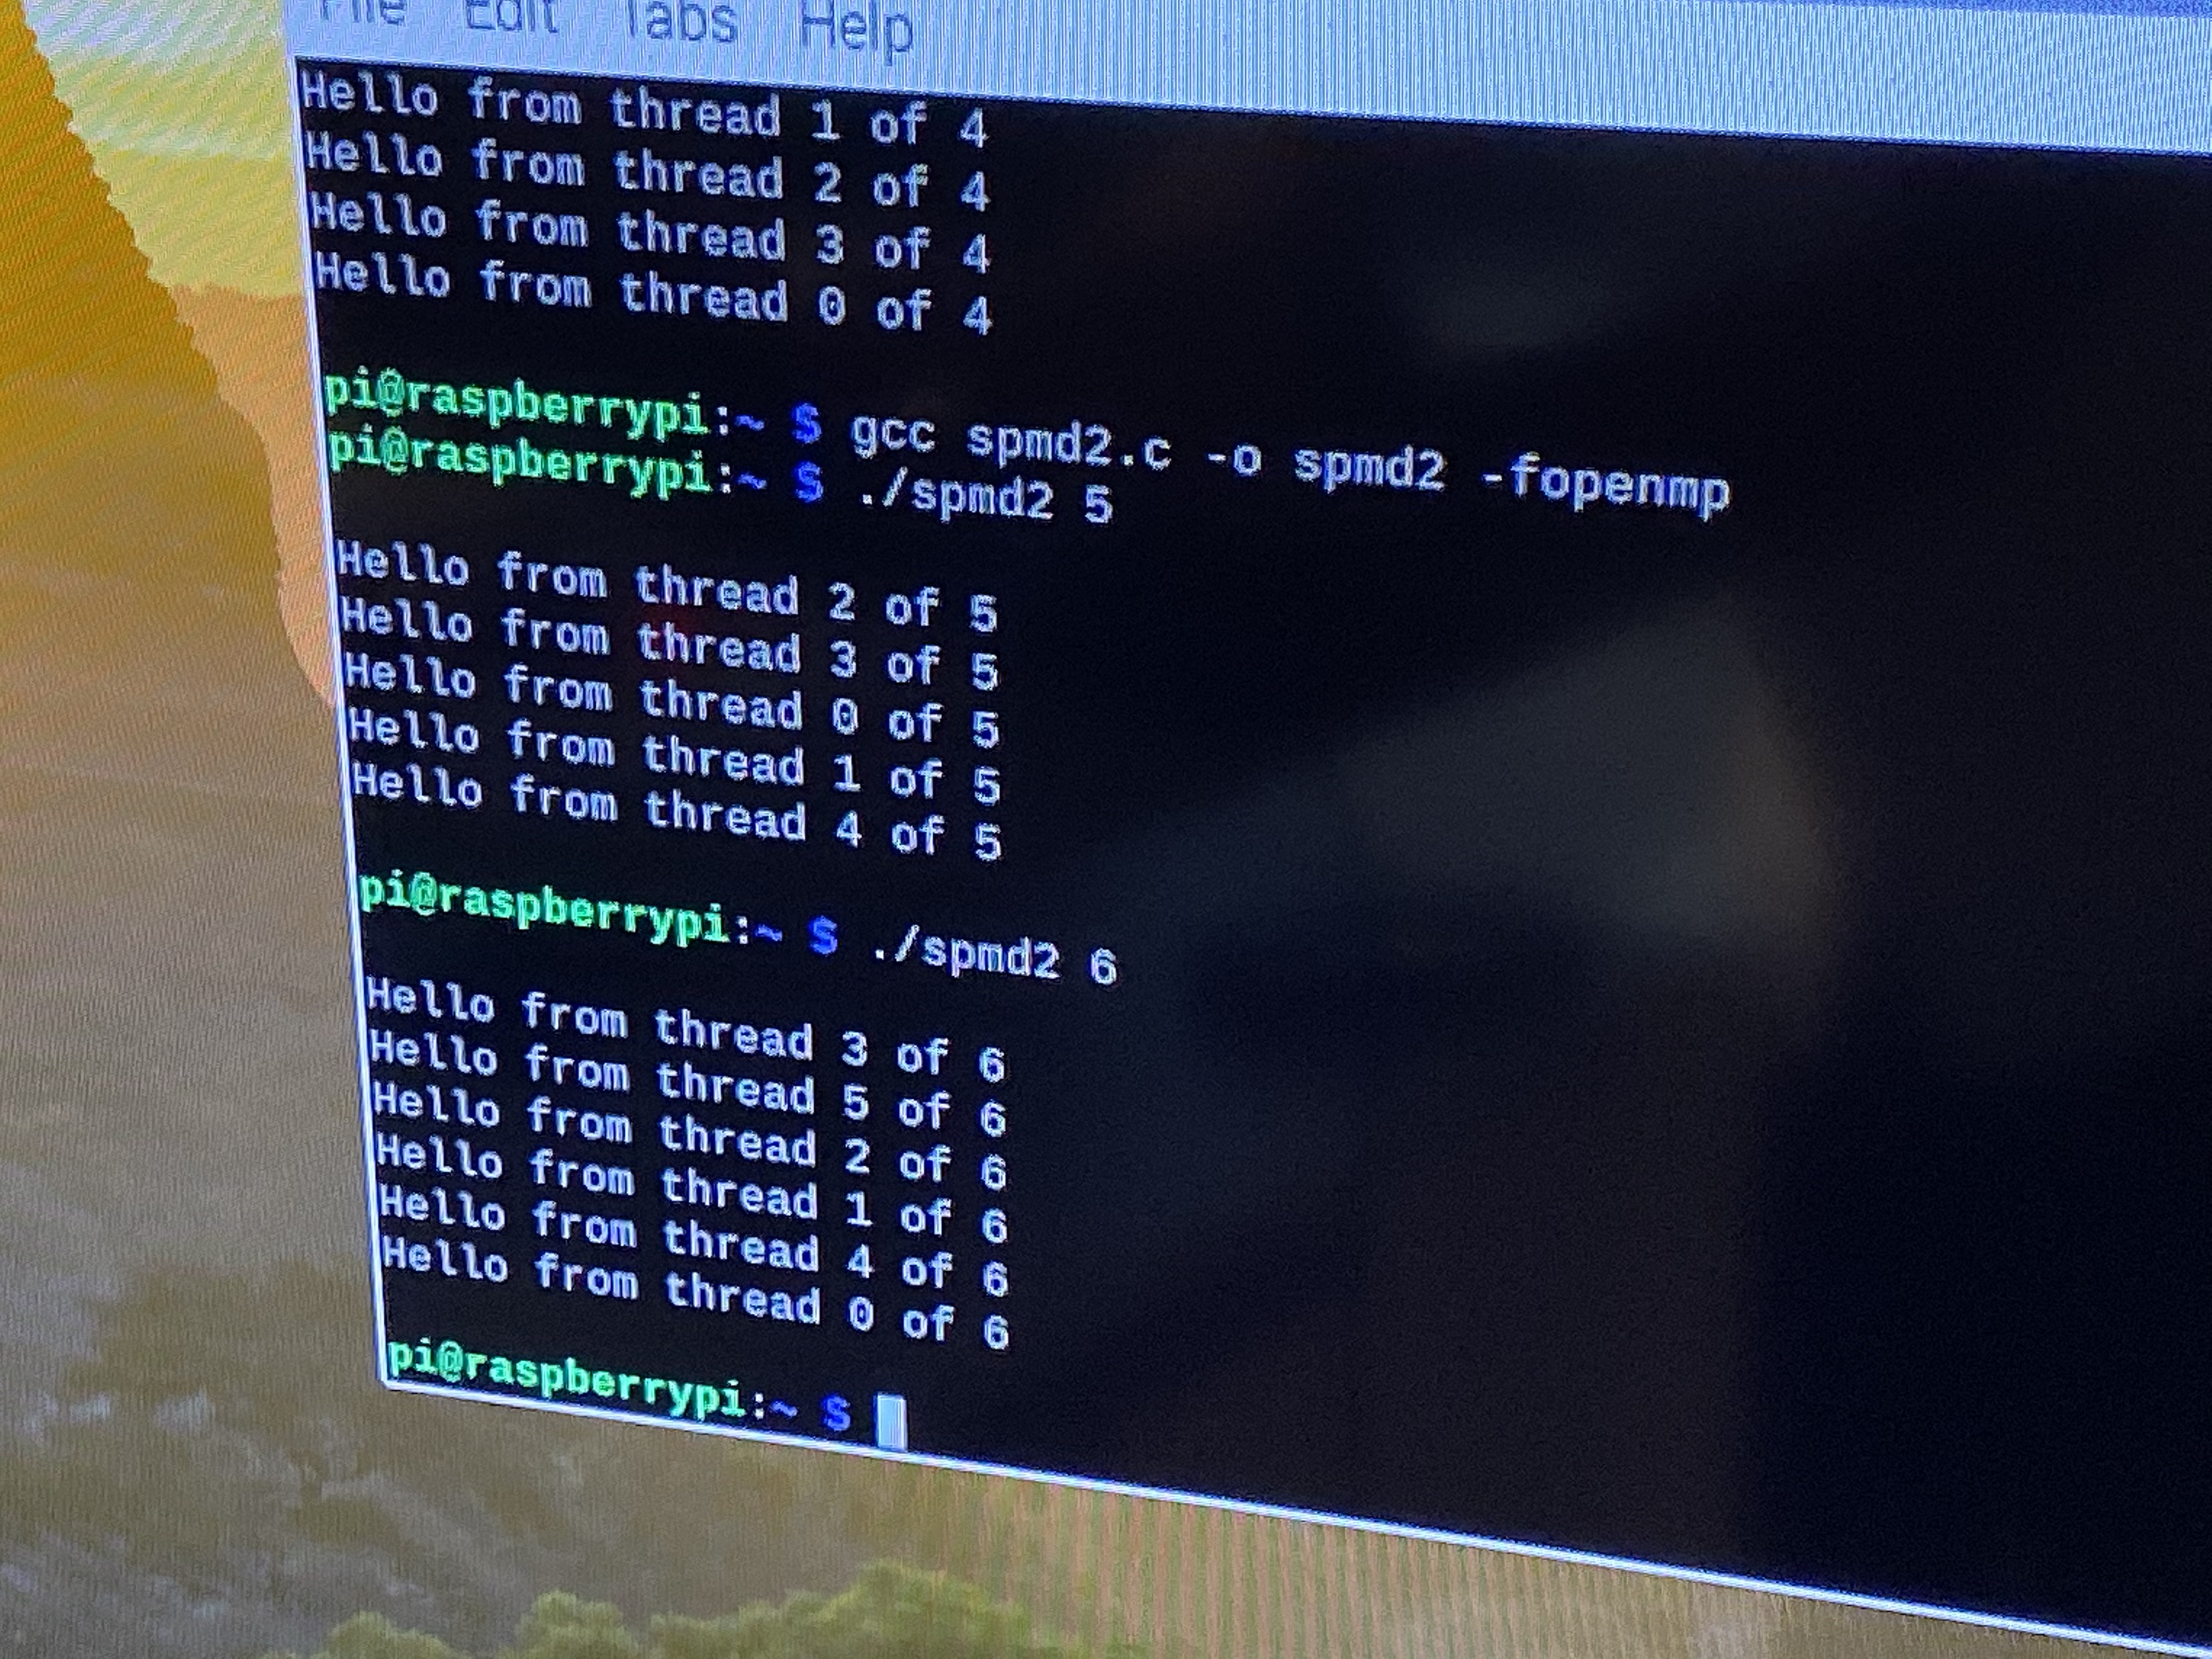 File Edit Tabs Help
Hello from thread 1 of 4
Hello from thread 2 of 4
Hello from thread 3 of 4
Hello from thread 0 of 4
pi@raspberrypi:~ $ gcc spmd2.c -o spmd2 -fopenmp
pi@raspberrypi:~ $ ./spmd2 5
Hello from thread 2 of 5
Hello from thread 3 of 5
Hello from thread 0 of 5
Hello from thread 1 of 5
Hello from thread 4 of 5
pi@raspberrypi:~ $ ./spmd2 6
Hello from thread 3 of 6
Hello from thread 5 of 6
Hello from thread 2 of 6
Hello from thread 1 of 6
Hello from thread 4 of 6
Hello from thread 0 of 6
pi@raspberrypi:~ $